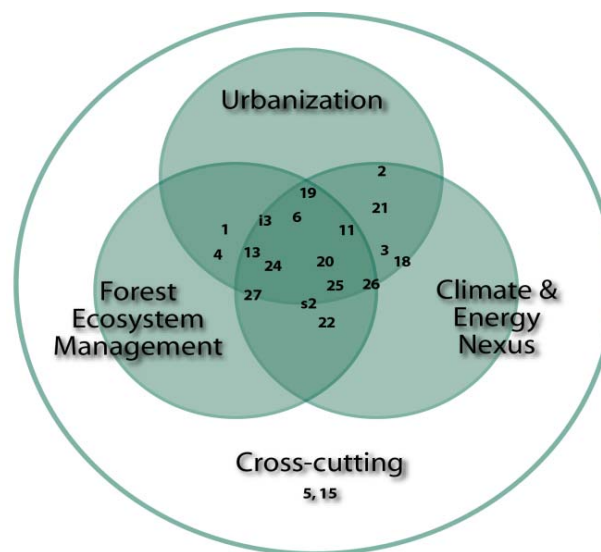 Urbanization
2
19
21
i3
6
1
11
4
13
3
18
24
20
25
26
27
s2
22
Forest
Ecosystem
Management
Climate &
Energy
Nexus
Cross-cutting
5, 15